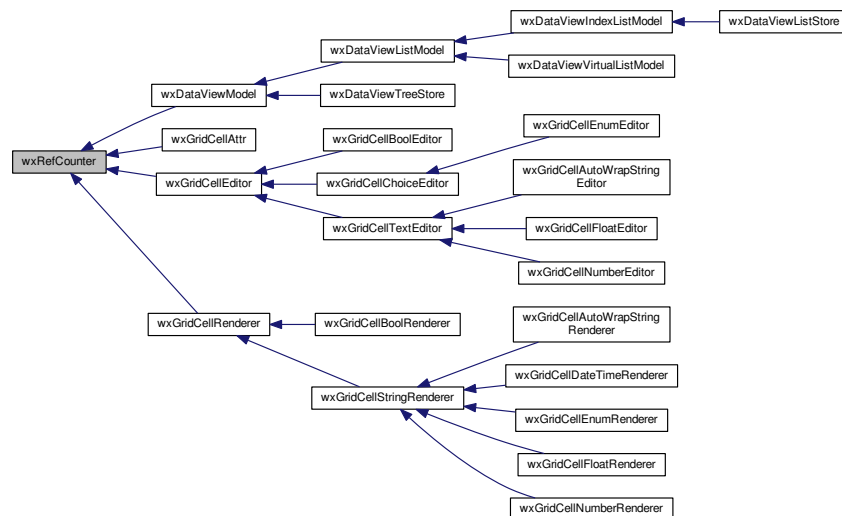 wxRefCounter
wxDataViewModel
wxGridCellAttr
wxGridCellEditor
wxGridCellRenderer
wxDataViewListModel
wxDataViewTreeStore
wxGridCellBoolEditor
wxGridCellChoiceEditor
wxGridCellTextEditor
wxGridCellBoolRenderer
wxGridCellStringRenderer
wxDataViewIndexListModel
wxDataViewVirtualListModel
wxGridCellEnumEditor
wxGridCellAutoWrapString
Editor
wxGridCellFloatEditor
wxGridCellNumberEditor
wxGridCellAutoWrapString
Renderer
wxGridCellDateTimeRenderer
wxGridCellEnumRenderer
wxGridCellFloatRenderer
wxGridCellNumberRenderer
wxDataViewListStore